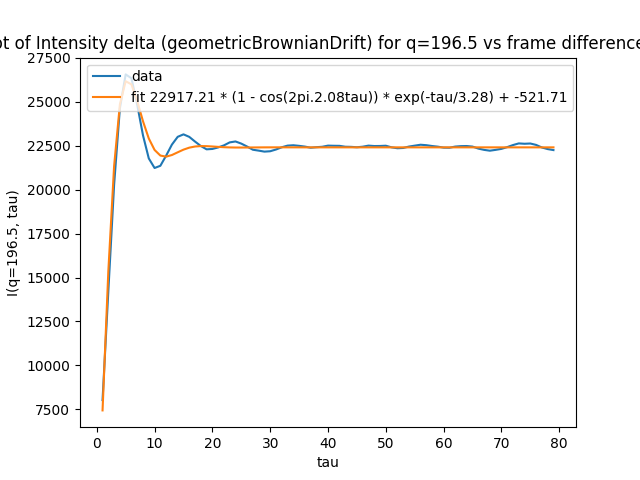 ot of Intensity delta (geometricBrownianDrift) for q=196.5 vs frame difference
27500
25000
22500
20000
17500
15000
12500
10000
7500
I(q=196.5, tau)
data
fit 22917.21 * (1 - cos(2pi.2.08tau)) * exp(-tau/3.28) + -521.71
0 10 20 30 40 50 60 70 80
tau